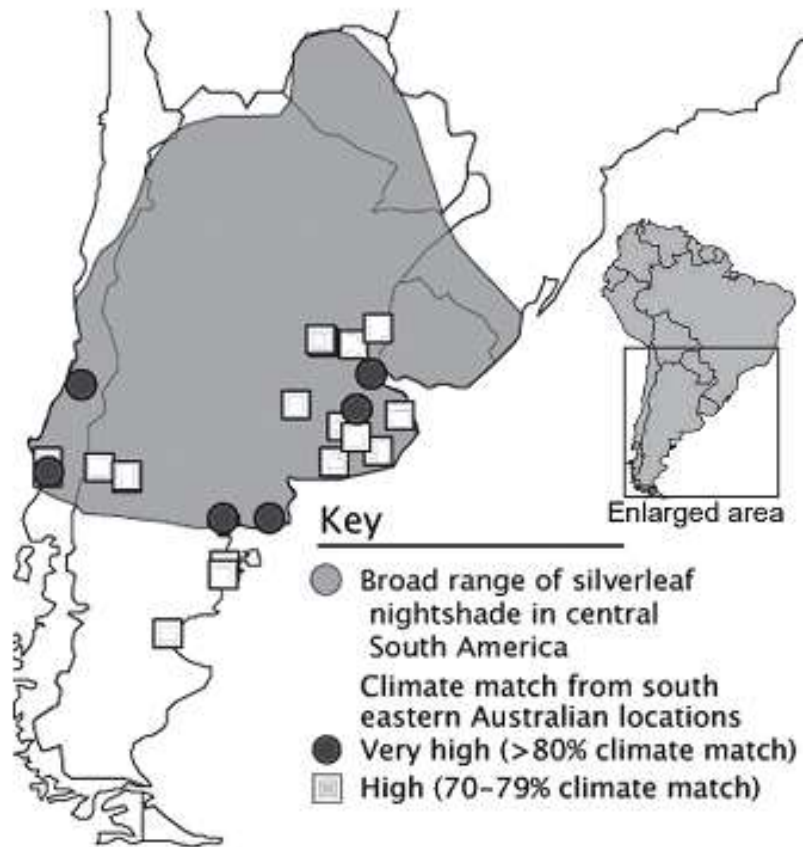 Enlarged area
Key
Broad range of silverleaf
nightshade in central
South America
Climate match from south
eastern Australian locations
Very high (>80% climate match)
High (70–79% climate match)